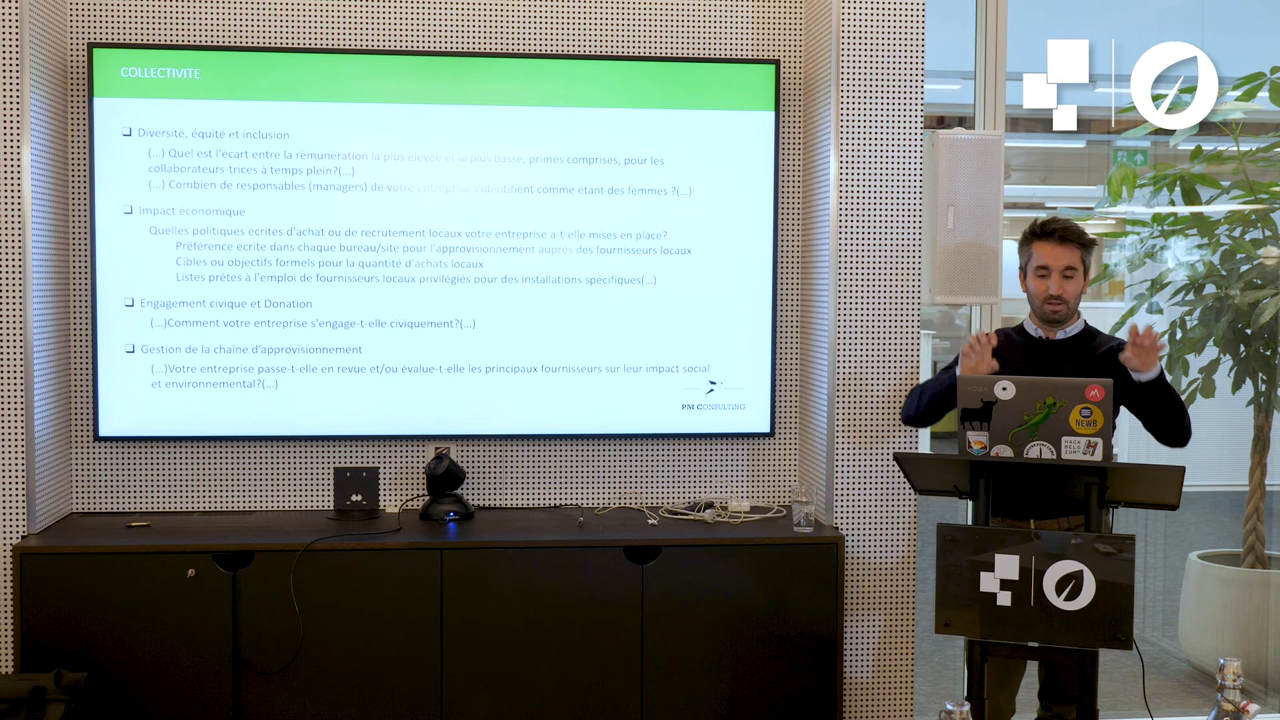 COLLECTIVITE
❑ Diversité, équité et inclusion
(...) Quel est l'écart entre la rémunération la plus élevée et la plus basse, primes comprises, pour les
collaborateurs·trices à temps plein?(...)
(...) Combien de responsables (managers) de votre entreprise s'identifient comme étant des femmes ?(...)
❑ Impact économique
Quelles politiques écrites d'achat ou de recrutement locaux votre entreprise a-t-elle mises en place?
Préférence écrite dans chaque bureau/site pour l'approvisionnement auprès des fournisseurs locaux
Cibles ou objectifs formels pour la quantité d'achats locaux
Listes prêtes à l'emploi de fournisseurs locaux privilégiés pour des installations spécifiques(...)
❑ Engagement civique et Donation
(...)Comment votre entreprise s'engage-t-elle civiquement?(...)
❑ Gestion de la chaîne d'approvisionnement
(...)Votre entreprise passe-t-elle en revue et/ou évalue-t-elle les principaux fournisseurs sur leur impact social
et environnemental?(...)
PM CONSULTING
YOGA
NEWB
HACK
BELG
IUM